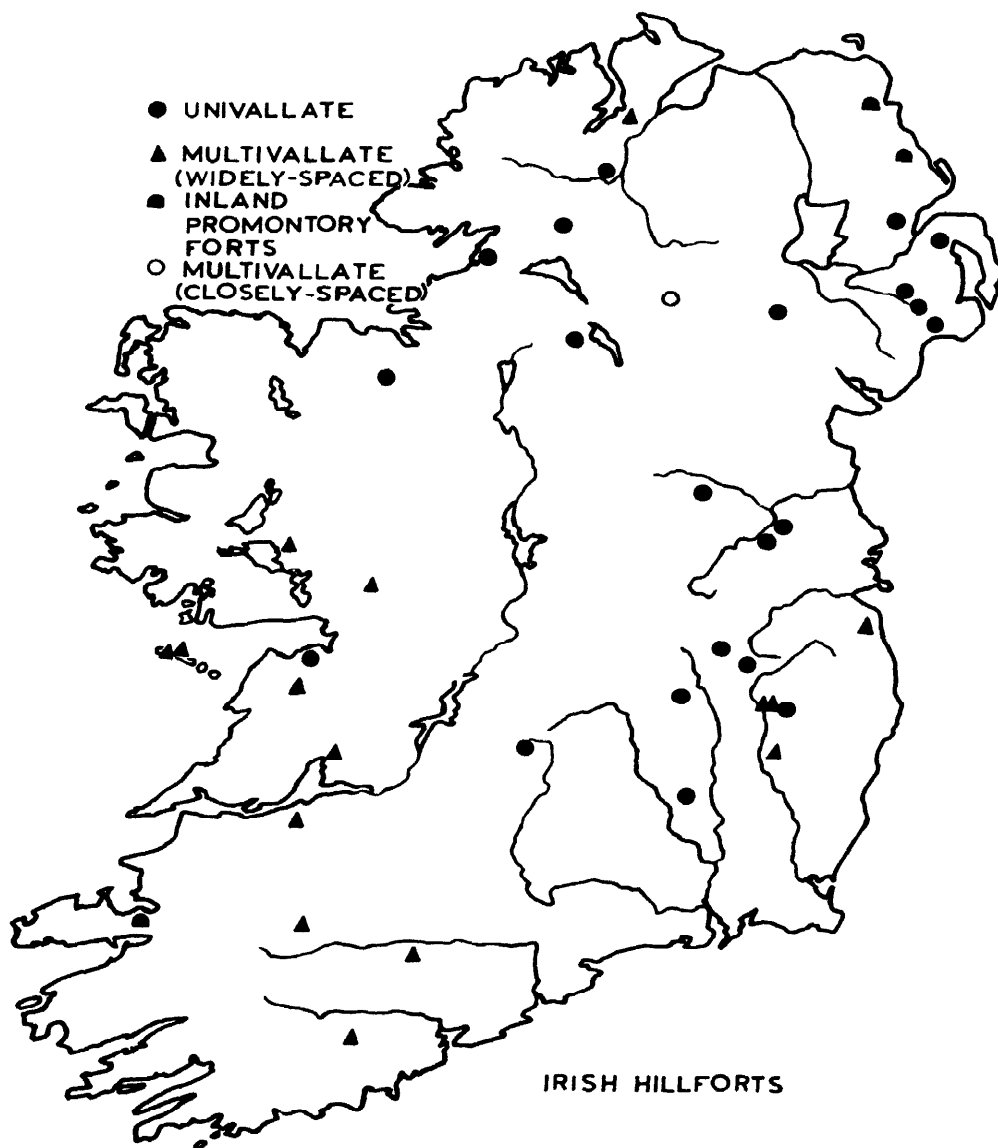 UNIVALLATE
MULTIVALLATE
(WIDELY-SPACED)
INLAND
PROMONTORY
FORTS
MULTIVALLATE
(CLOSELY-SPACED)
IRISH HILLFORTS